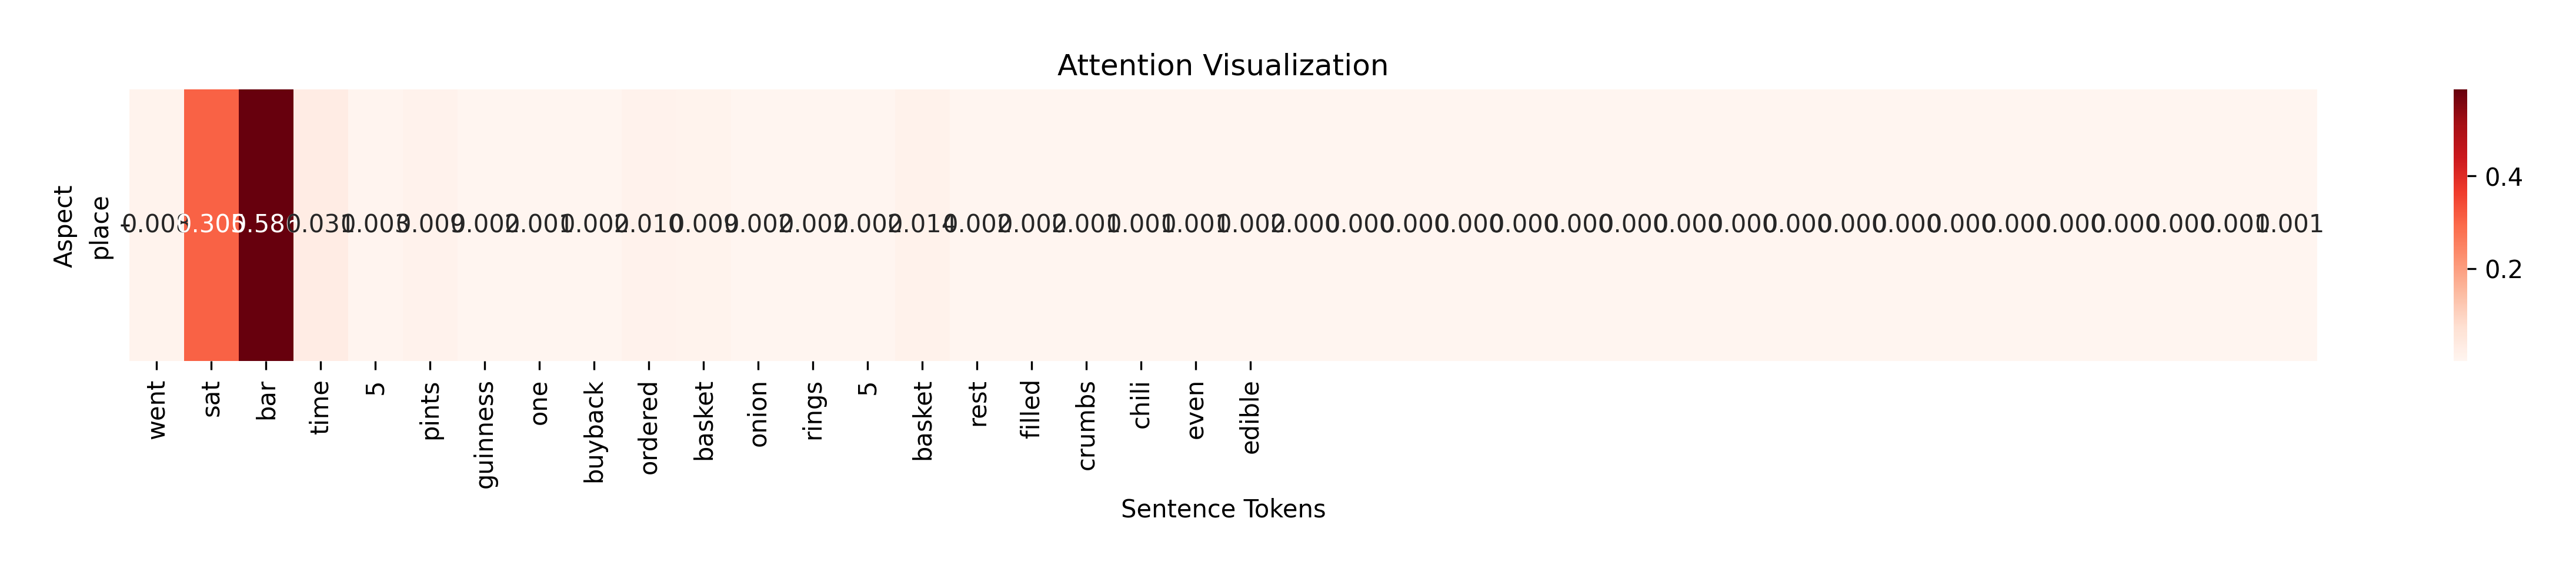 Attention Visualization
Aspect
place
0.305 0.031 0.003 0.009 0.002 0.001 0.002 0.010 0.009 0.002 0.002 0.002 0.014 0.002 0.002 0.001 0.001 0.001 0.002 0.000 0.000 0.000 0.000 0.000 0.000 0.000 0.000 0.000 0.000 0.000 0.000 0.000 0.000 0.000 0.000 0.000 0.001 0.001
0.4
0.2
went sat bar time 5 pints guinness one buyback ordered basket onion rings 5 basket rest filled crumbs chili even edible
Sentence Tokens